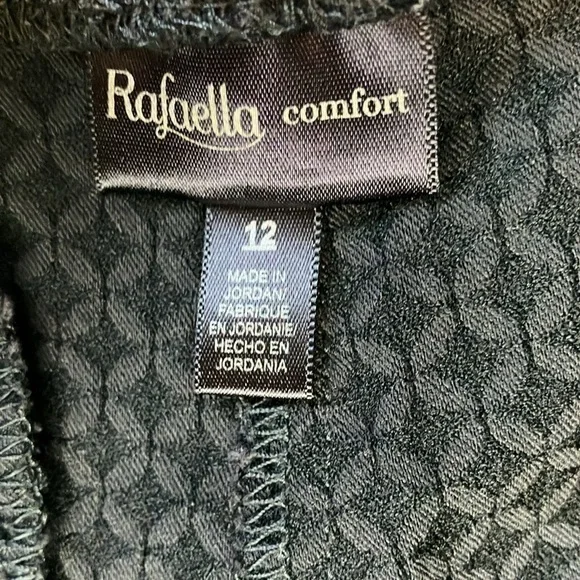 Rafaella comfort
12
MADE IN
JORDAN/
FABRIQUE
EN JORDANIE/
HECHO EN
JORDANIA